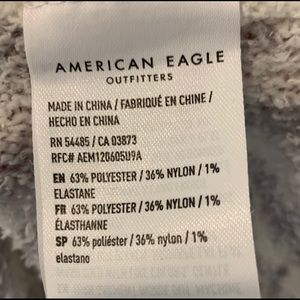 AMERICAN EAGLE
OUTFITTERS
MADE IN CHINA / FABRIQUÉ EN CHINE /
HECHO EN CHINA
RN 54485 / CA 03873
RFC# AEM120605U9A
EN 63% POLYESTER / 36% NYLON / 1%
ELASTANE
FR 63% POLYESTER / 36% NYLON / 1%
ÉLASTHANNE
SP 63% poliéster / 36% nylon / 1%
elastano